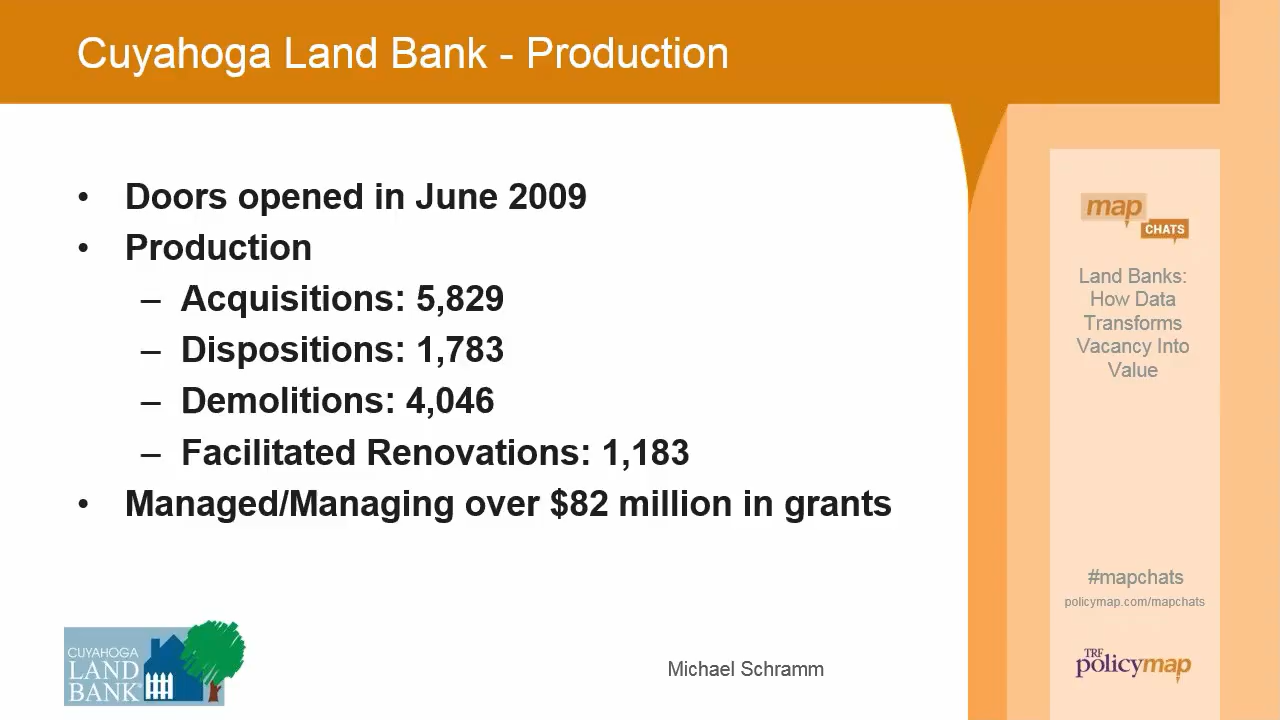 Cuyahoga Land Bank - Production
• Doors opened in June 2009
• Production
– Acquisitions: 5,829
– Dispositions: 1,783
– Demolitions: 4,046
– Facilitated Renovations: 1,183
• Managed/Managing over $82 million in grants
CUYAHOGA
LAND
BANK
Michael Schramm
map
CHATS
Land Banks:
How Data
Transforms
Vacancy Into
Value
#mapchats
policymap.com/mapchats
TRF
policymap